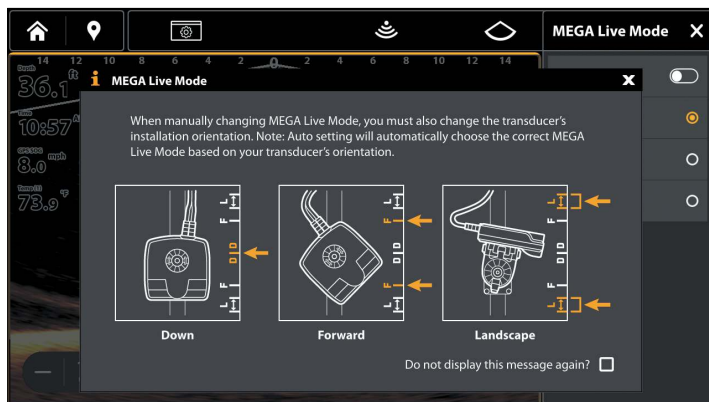 MEGA Live Mode X
14 12 10 8 6 4 2 0 2 4 6 8 10 12 14
Depth
36.1 ft
i MEGA Live Mode X
Time
10:57
When manually changing MEGA Live Mode, you must also change the transducer's
installation orientation. Note: Auto setting will automatically choose the correct MEGA
Live Mode based on your transducer's orientation.
8.0 mph
73.9 °F
L F D D F L
L F D D F L
L F D D F L
Down Forward Landscape
Do not display this message again?